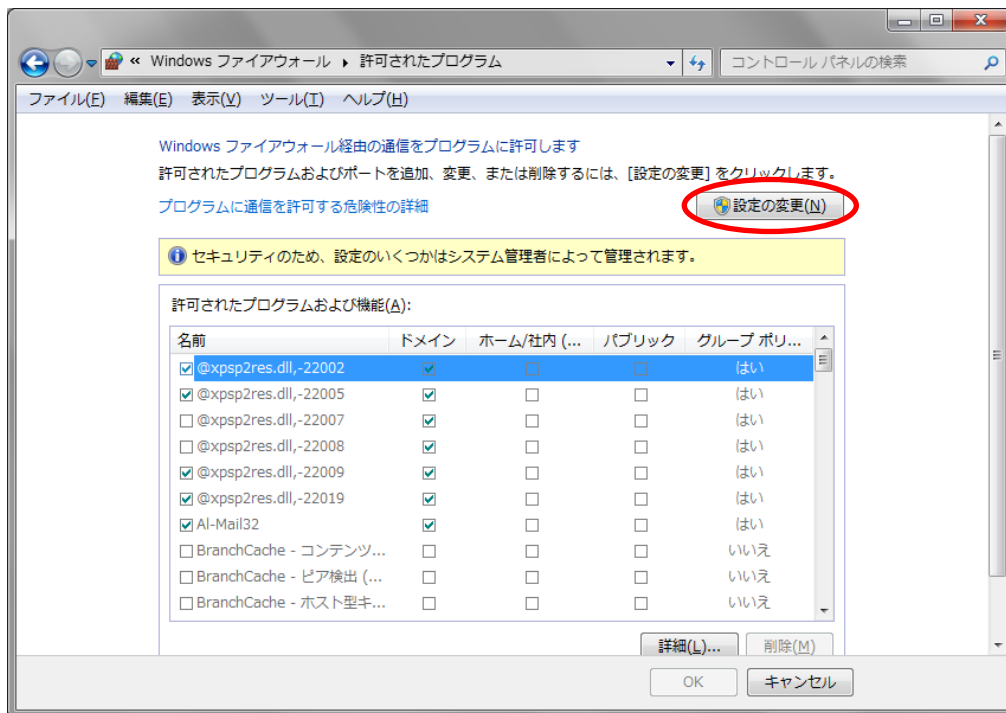 « Windows ファイアウォール ▸ 許可されたプログラム
コントロール パネルの検索
ファイル(F) 編集(E) 表示(V) ツール(T) ヘルプ(H)
Windows ファイアウォール経由の通信をプログラムに許可します
許可されたプログラムおよびポートを追加、変更、または削除するには、[設定の変更] をクリックします。
プログラムに通信を許可する危険性の詳細
設定の変更(N)
セキュリティのため、設定のいくつかはシステム管理者によって管理されます。
許可されたプログラムおよび機能(A):
名前 ドメイン ホーム/社内 (... パブリック グループ ポリ...
@xpsp2res.dll,-22002 はい
@xpsp2res.dll,-22005 はい
@xpsp2res.dll,-22007 はい
@xpsp2res.dll,-22008 はい
@xpsp2res.dll,-22009 はい
@xpsp2res.dll,-22019 はい
Al-Mail32 はい
BranchCache - コンテンツ... いいえ
BranchCache - ピア検出 (... いいえ
BranchCache - ホスト型キ... いいえ
詳細(L)... 削除(M)
OK キャンセル